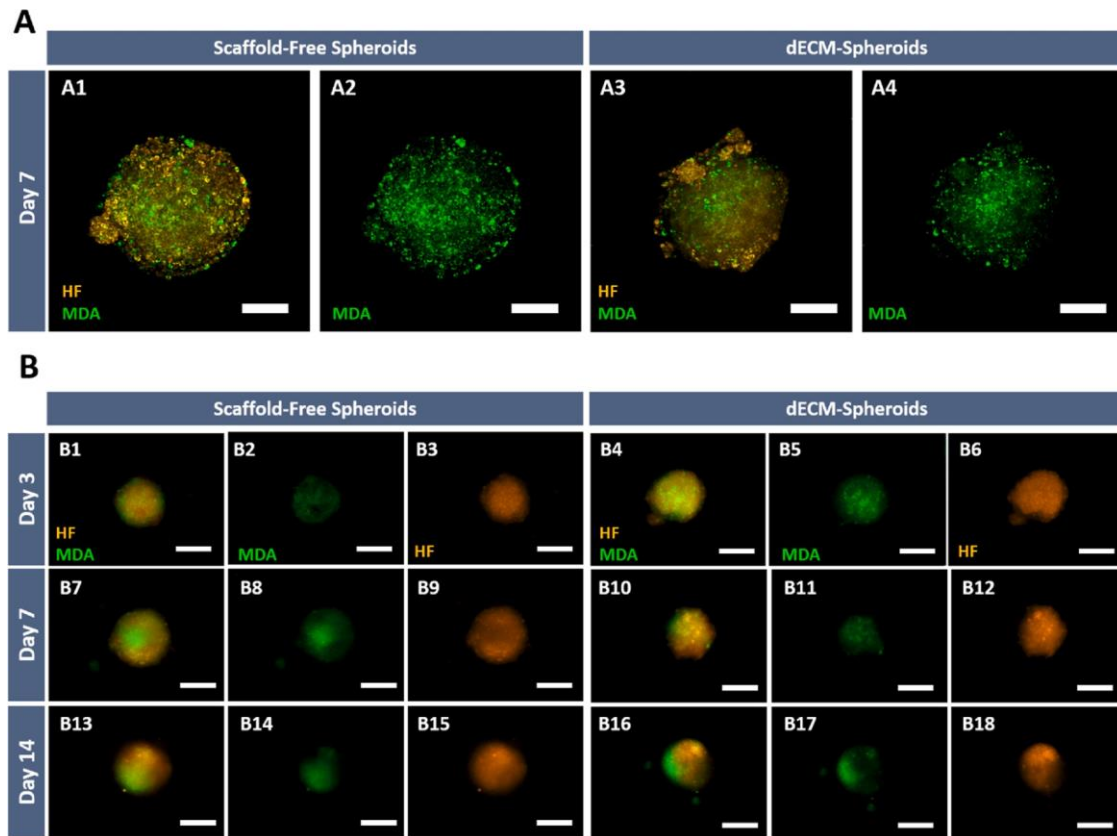 A
Scaffold-Free Spheroids
dECM-Spheroids
Day 7
A1
HF
MDA
A2
MDA
A3
HF
MDA
A4
MDA
B
Scaffold-Free Spheroids
dECM-Spheroids
Day 3
B1
HF
MDA
B2
MDA
B3
HF
B4
HF
MDA
B5
MDA
B6
HF
Day 7
B7
B8
B9
B10
B11
B12
Day 14
B13
B14
B15
B16
B17
B18